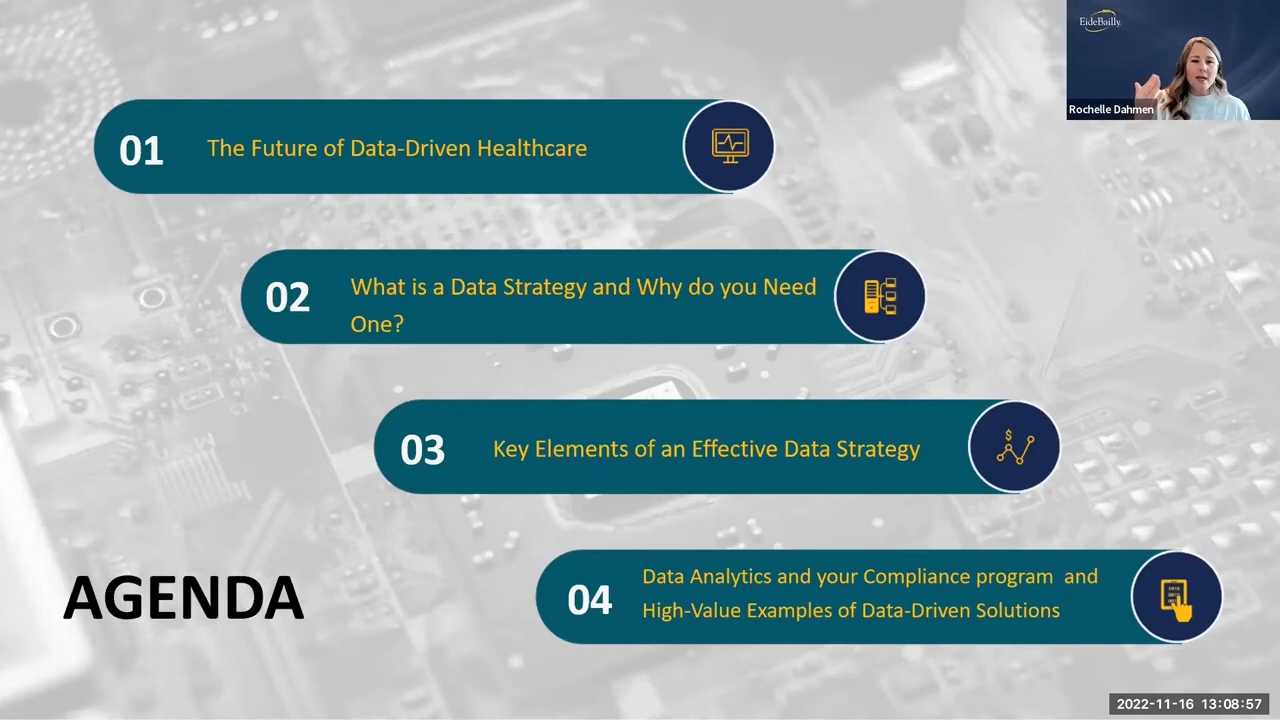 EideBailly
Rochelle Dahmen
01
The Future of Data-Driven Healthcare
02
What is a Data Strategy and Why do you Need
One?
03
Key Elements of an Effective Data Strategy
04
Data Analytics and your Compliance program and
High-Value Examples of Data-Driven Solutions
AGENDA
2022-11-16 13:08:57